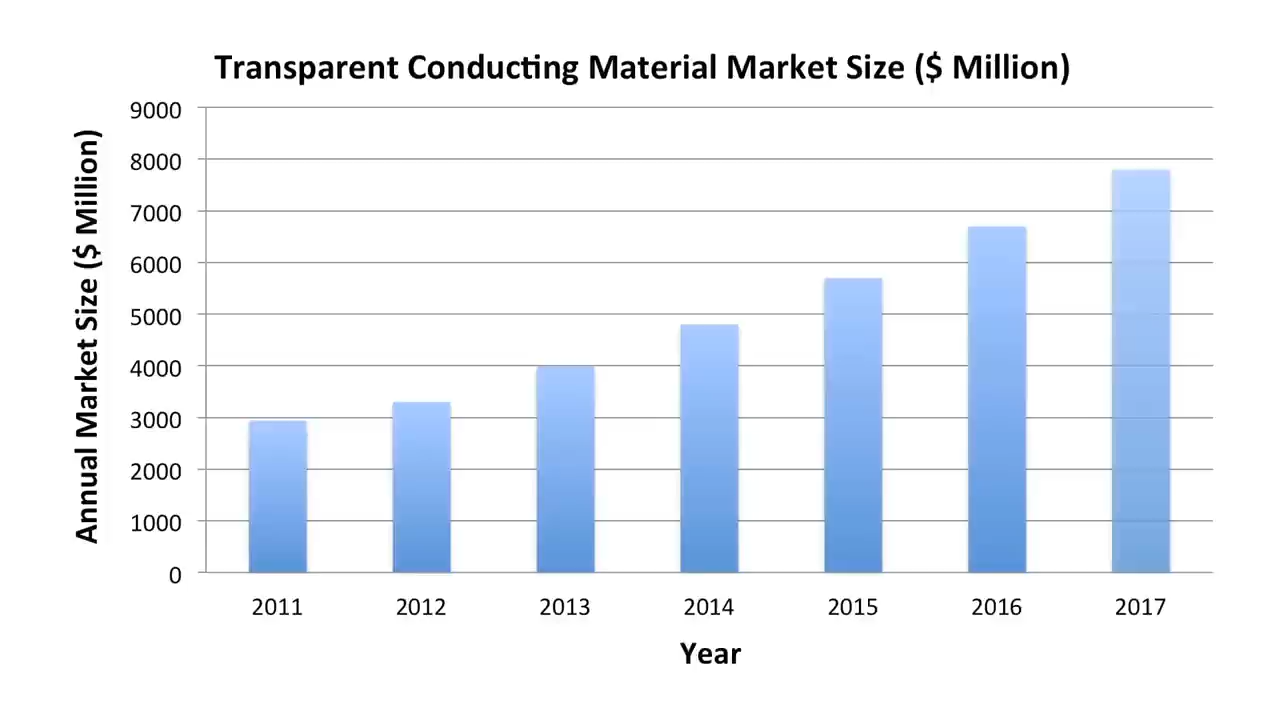 Transparent Conducting Material Market Size ($ Million)
Annual Market Size ($ Million)
9000
8000
7000
6000
5000
4000
3000
2000
1000
0
2011 2012 2013 2014 2015 2016 2017
Year